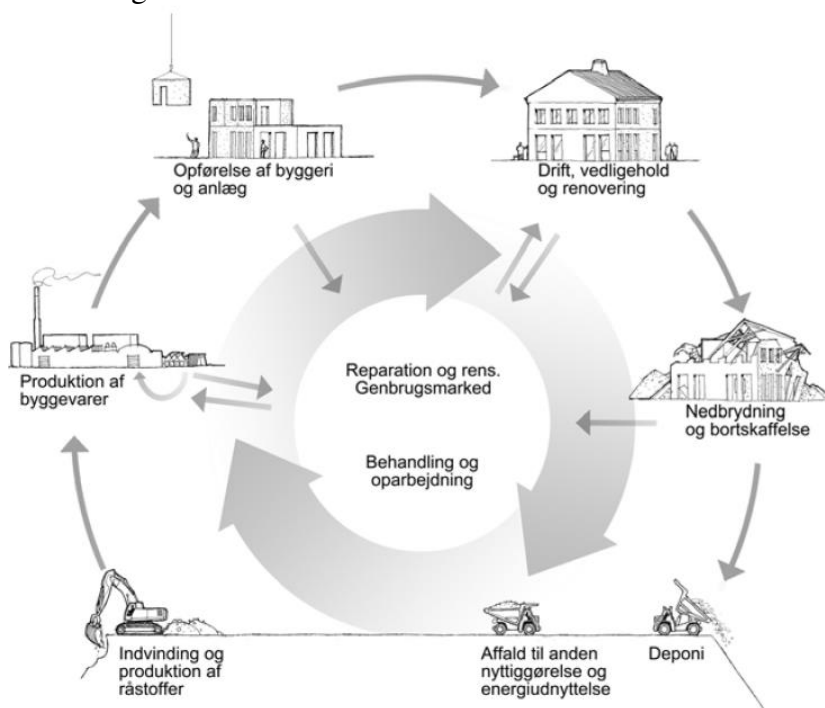 Opførelse af byggeri
og anlæg
Drift, vedligehold
og renovering
Produktion af
byggevarer
Reparation og rens.
Genbrugsmarked
Nedbrydning
og bortskaffelse
Behandling og
oparbejdning
Indvinding og
produktion af
råstoffer
Affald til anden
nyttiggørelse og
energiudnyttelse
Deponi